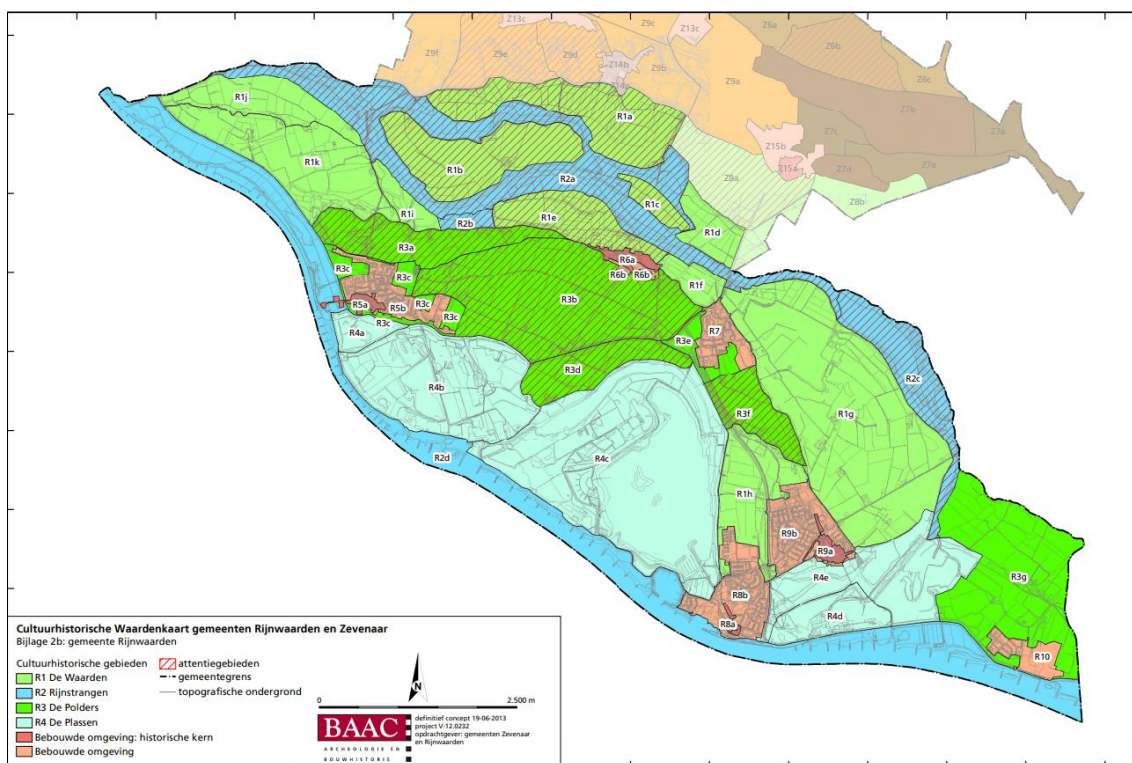 Z13c
Z9c
Z13c
Z6a
Z9f
Z9e
Z9d
Z6b
Z14b
Z9b
Z14a
Z9a
Z6c
R1j
R1a
Z7b
Z7c
Z7a
R1k
Z15b
R1b
Z15a
Z7d
Z7e
R2a
Z8a
R1c
Z8b
R1i
R2b
R1e
R1d
R3a
R6a
R3c
R3c
R6b
R6b
R1f
R3b
R5a
R5b
R3c
R3c
R3c
R7
R4a
R3e
R3d
R2c
R4b
R3f
R1g
R2d
R4c
R1h
R9b
R9a
R4e
R3g
R8b
R4d
R8a
R10
Cultuurhistorische Waardenkaart gemeenten Rijnwaarden en Zevenaar
Bijlage 2b: gemeente Rijnwaarden
Cultuurhistorische gebieden
R1 De Waarden
R2 Rijnstrangen
R3 De Polders
R4 De Plassen
Bebouwde omgeving: historische kern
Bebouwde omgeving
attentiegebieden
gemeentegrens
topografische ondergrond
N
0 2.500 m
BAAC
ARCHEOLOGIE EN
BOUWHISTORIE
definitief concept 19-06-2013
project V-12.0232
opdrachtgever: gemeenten Zevenaar
en Rijnwaarden